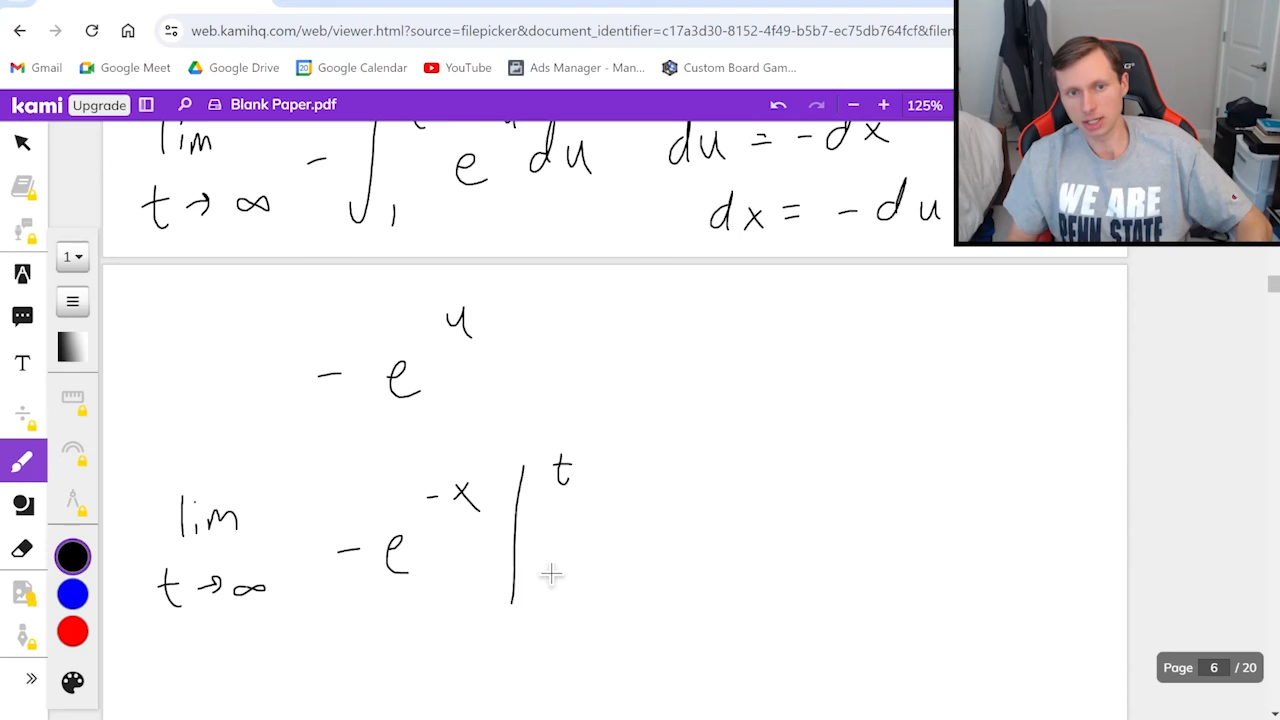 web.kamihq.com/web/viewer.html?source=filepicker&document_identifier=c17a3d30-8152-4f49-b5b7-ec75db764fcf&filen
Gmail Google Meet Google Drive 20 Google Calendar YouTube Ads Manager - Man... Custom Board Gam...
kami Upgrade Blank Paper.pdf 125%
lim - ∫ e du du = - dx
t → ∞ 1 dx = - du
WE ARE
PENN STATE
1
A
T
- e^u
lim - e^-x | t
t → ∞
Page 6 / 20